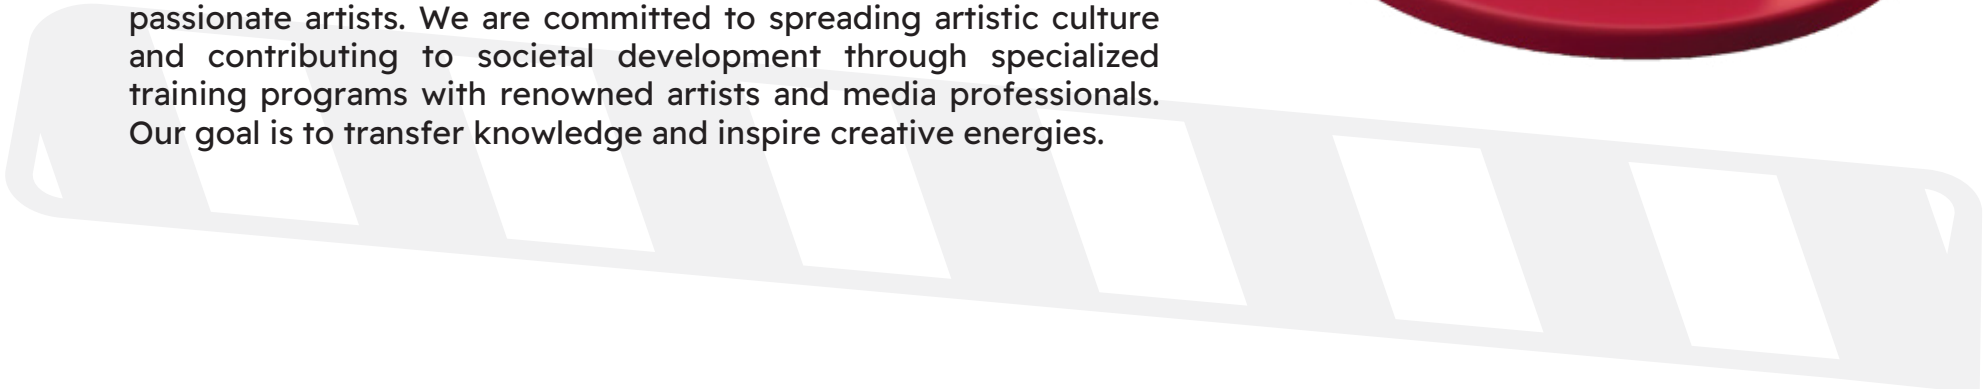 passionate artists. We are committed to spreading artistic culture
and contributing to societal development through specialized
training programs with renowned artists and media professionals.
Our goal is to transfer knowledge and inspire creative energies.